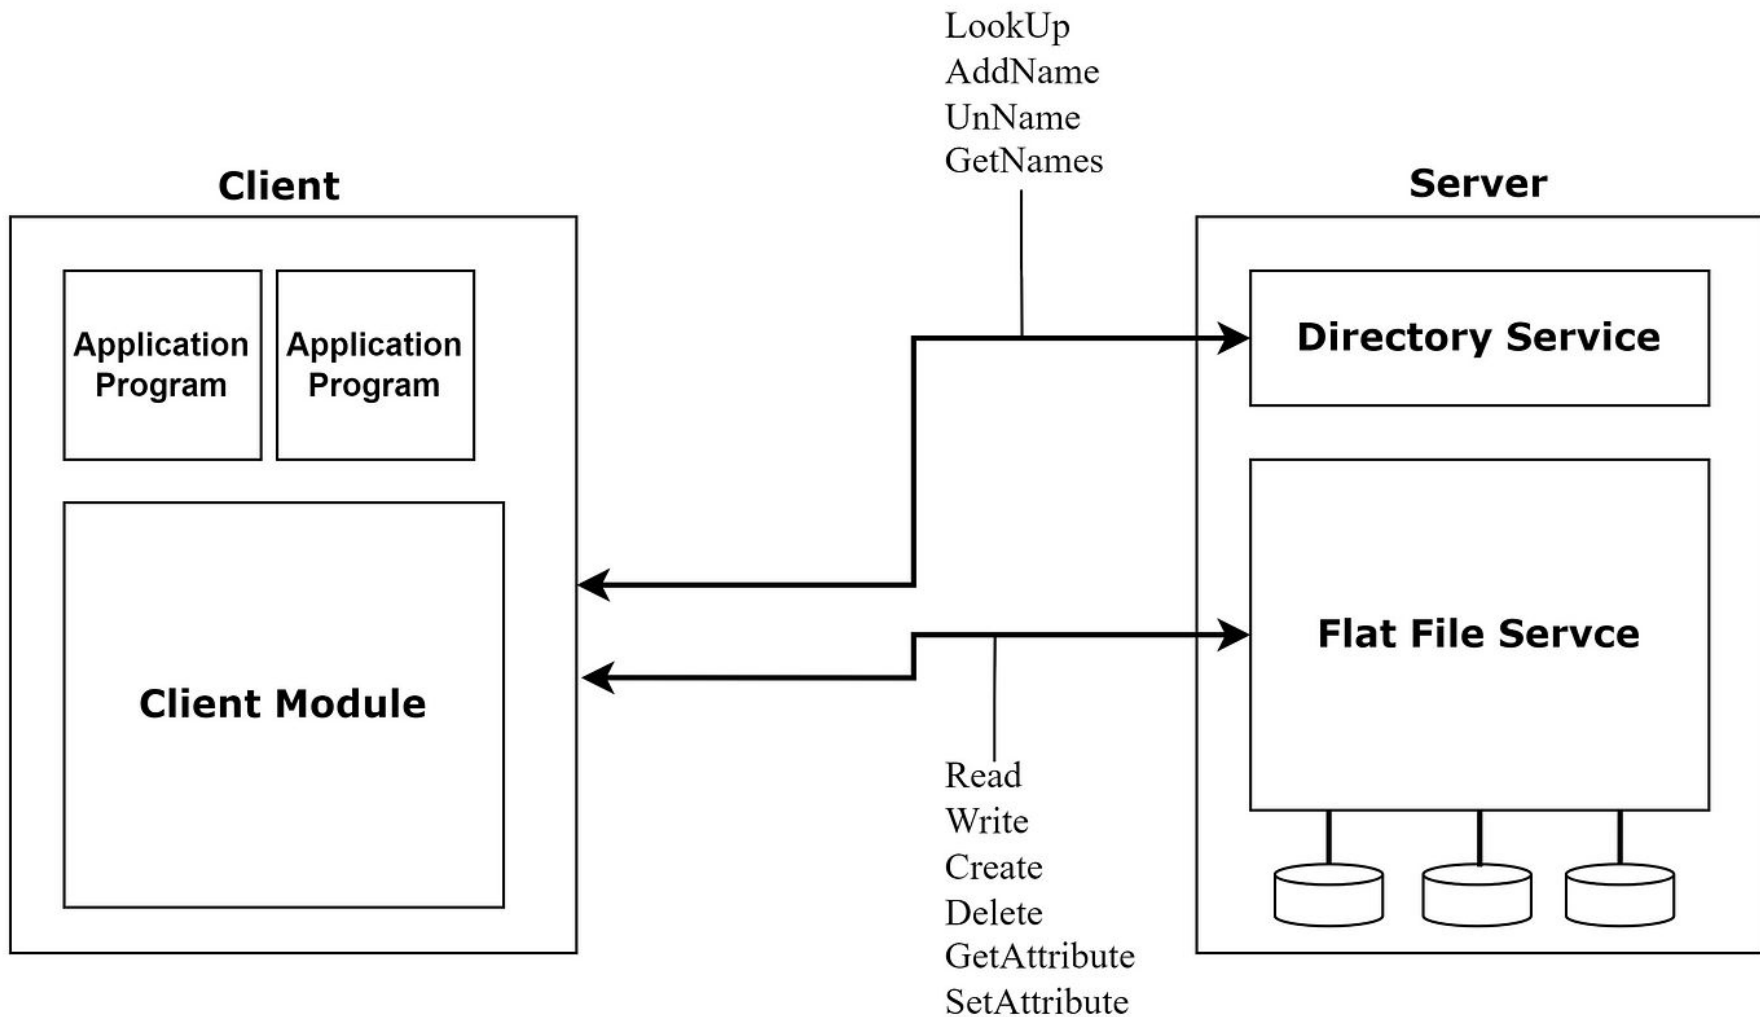 LookUp
AddName
UnName
GetNames
Client
Server
Application
Program
Application
Program
Directory Service
Client Module
Flat File Servce
Read
Write
Create
Delete
GetAttribute
SetAttribute